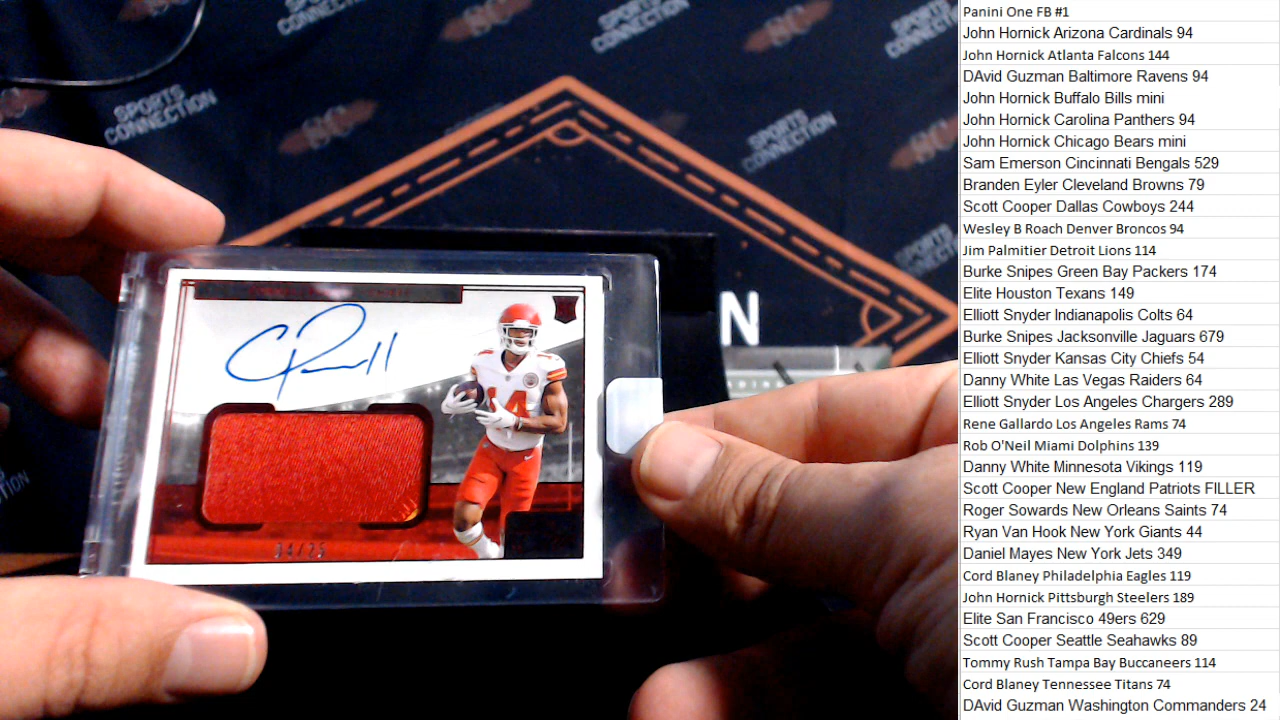 SPORTS
CONNECTION
SPORTS
CONNECTION
SPORTS
CONNECTION
N
14
04/25
Panini One FB #1
John Hornick Arizona Cardinals 94
John Hornick Atlanta Falcons 144
DAvid Guzman Baltimore Ravens 94
John Hornick Buffalo Bills mini
John Hornick Carolina Panthers 94
John Hornick Chicago Bears mini
Sam Emerson Cincinnati Bengals 529
Branden Eyler Cleveland Browns 79
Scott Cooper Dallas Cowboys 244
Wesley B Roach Denver Broncos 94
Jim Palmitier Detroit Lions 114
Burke Snipes Green Bay Packers 174
Elite Houston Texans 149
Elliott Snyder Indianapolis Colts 64
Burke Snipes Jacksonville Jaguars 679
Elliott Snyder Kansas City Chiefs 54
Danny White Las Vegas Raiders 64
Elliott Snyder Los Angeles Chargers 289
Rene Gallardo Los Angeles Rams 74
Rob O'Neil Miami Dolphins 139
Danny White Minnesota Vikings 119
Scott Cooper New England Patriots FILLER
Roger Sowards New Orleans Saints 74
Ryan Van Hook New York Giants 44
Daniel Mayes New York Jets 349
Cord Blaney Philadelphia Eagles 119
John Hornick Pittsburgh Steelers 189
Elite San Francisco 49ers 629
Scott Cooper Seattle Seahawks 89
Tommy Rush Tampa Bay Buccaneers 114
Cord Blaney Tennessee Titans 74
DAvid Guzman Washington Commanders 24